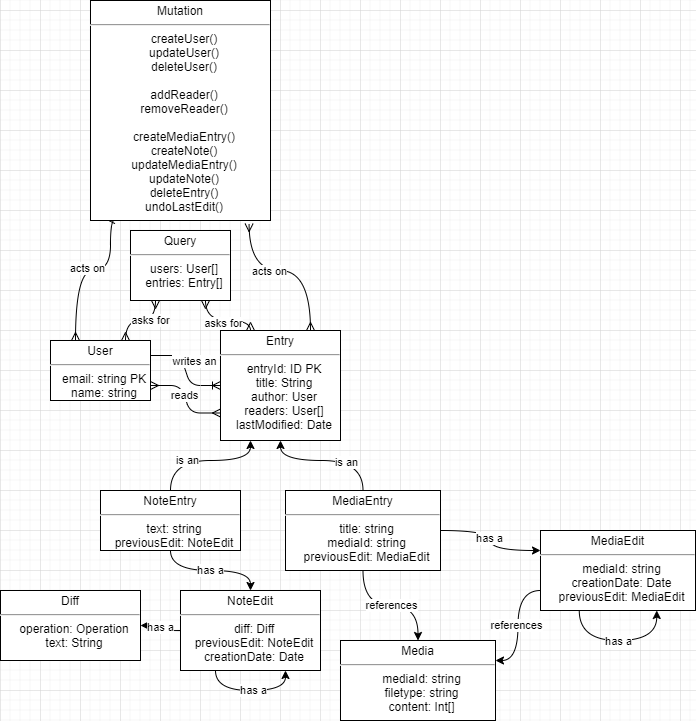 Mutation
createUser()
updateUser()
deleteUser()
addReader()
removeReader()
createMediaEntry()
createNote()
updateMediaEntry()
updateNote()
deleteEntry()
undoLastEdit()
acts on
acts on
Query
users: User[]
entries: Entry[]
asks for
asks for
User
email: string PK
name: string
writes an
reads
Entry
entryId: ID PK
title: String
author: User
readers: User[]
lastModified: Date
is an
is an
NoteEntry
text: string
previousEdit: NoteEdit
MediaEntry
title: string
mediaId: string
previousEdit: MediaEdit
has a
MediaEdit
mediaId: string
creationDate: Date
previousEdit: MediaEdit
has a
has a
Diff
operation: Operation
text: String
has a
NoteEdit
diff: Diff
previousEdit: NoteEdit
creationDate: Date
has a
references
references
Media
mediaId: string
filetype: string
content: Int[]